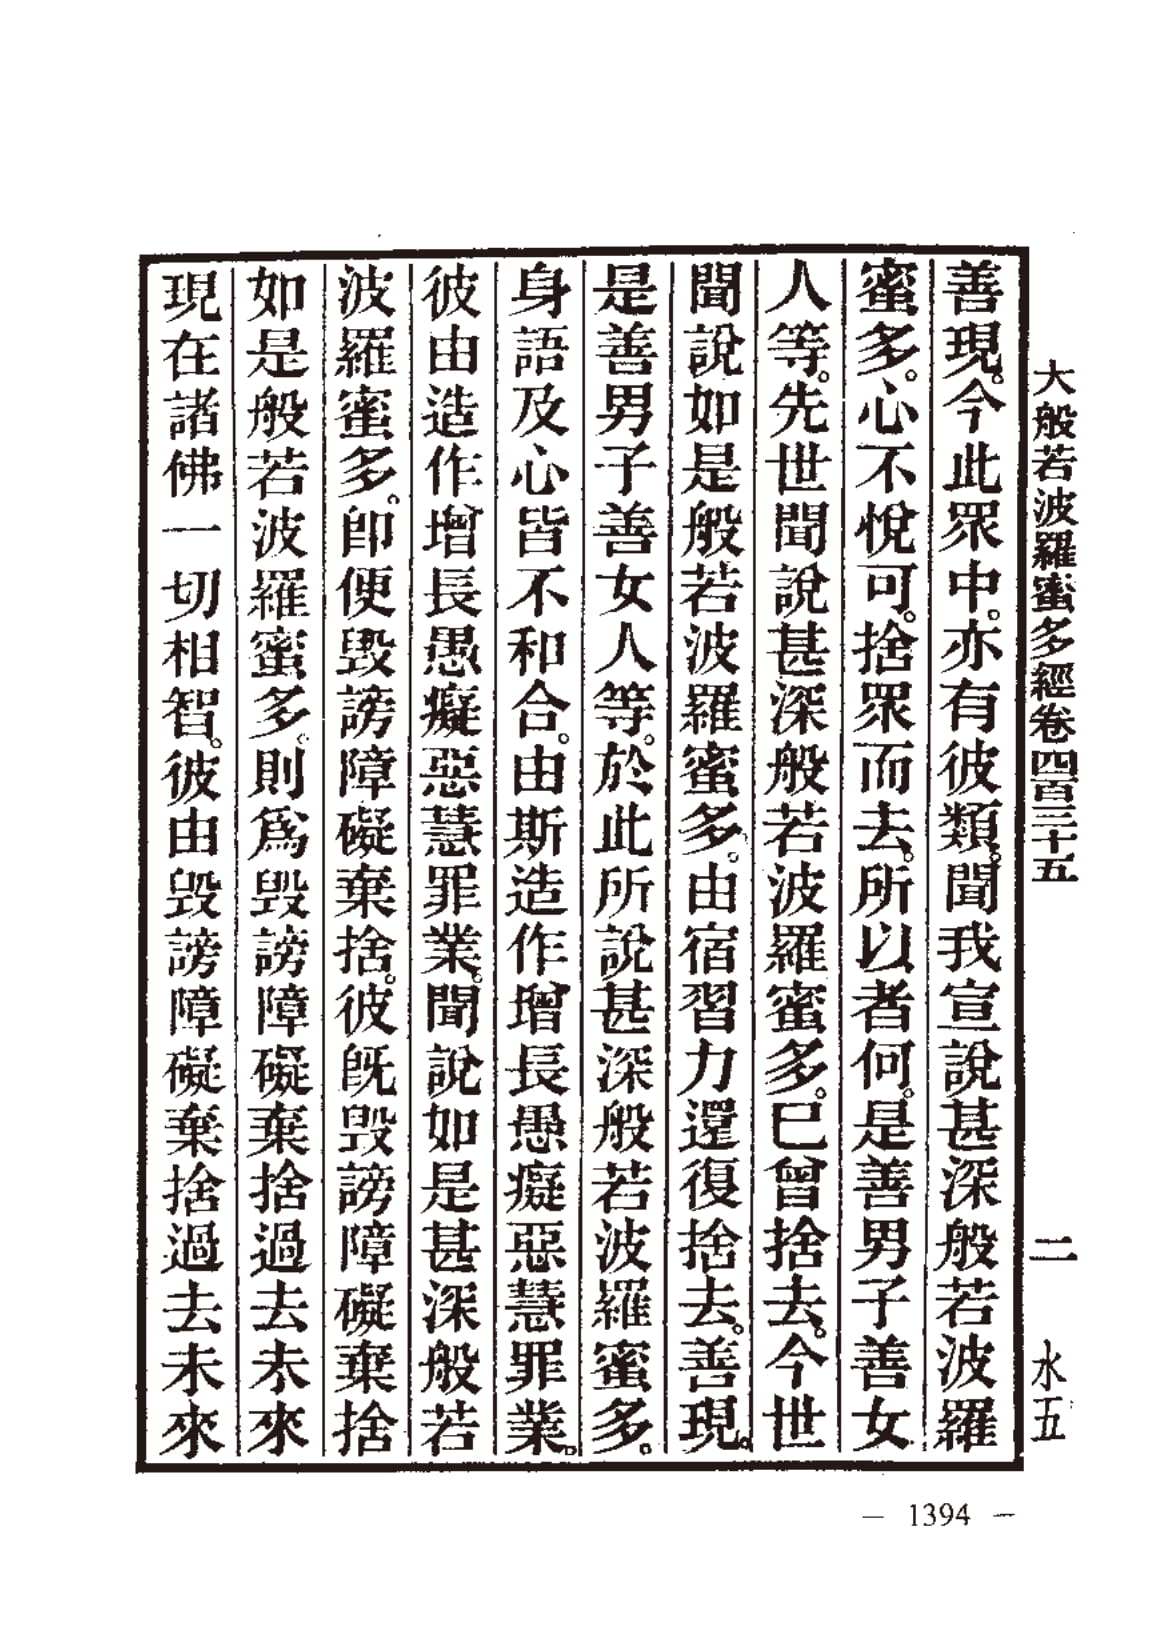 大般若波羅蜜多經卷四百三十五　二　水五
善現。今此眾中。亦有彼類。聞我宣說甚深般若波羅
蜜多。心不悅可。捨眾而去。所以者何。是善男子善女
人等。先世聞說甚深般若波羅蜜多。已曾捨去。今世
聞說如是般若波羅蜜多。由宿習力還復捨去。善現。
是善男子善女人等。於此所說甚深般若波羅蜜多。
身語及心皆不和合。由斯造作增長愚癡惡慧罪業。
彼由造作增長愚癡惡慧罪業。聞說如是甚深般若
波羅蜜多。卽便毀謗障礙棄捨。彼旣毀謗障礙棄捨
如是般若波羅蜜多。則爲毀謗障礙棄捨過去未來
現在諸佛一切相智。彼由毀謗障礙棄捨過去未來
— 1394 —